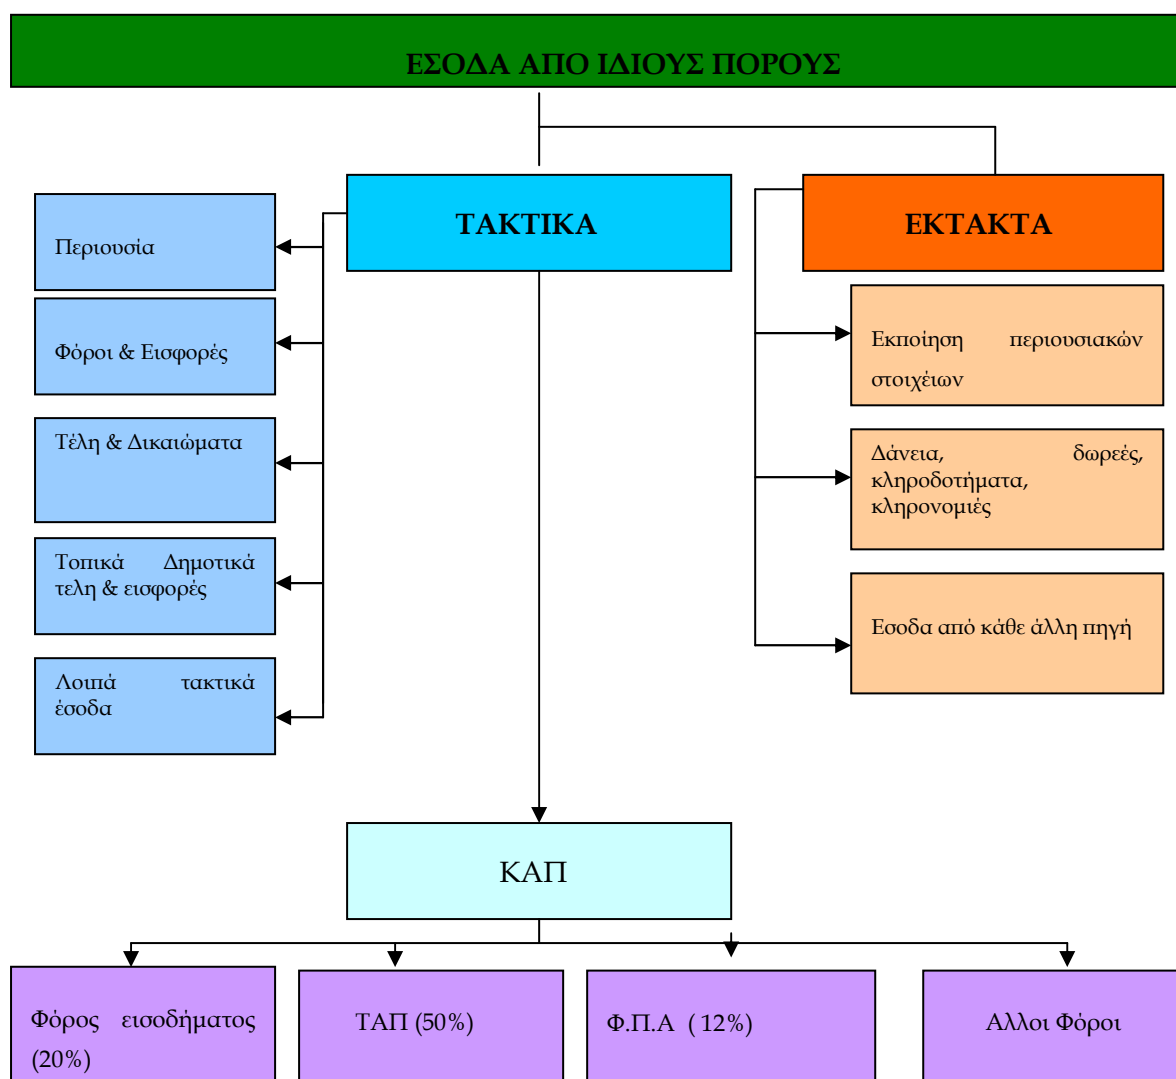 ΕΣΟΔΑ ΑΠΟ ΙΔΙΟΥΣ ΠΟΡΟΥΣ
ΤΑΚΤΙΚΑ
ΕΚΤΑΚΤΑ
Περιουσία
Φόροι & Εισφορές
Τέλη & Δικαιώματα
Τοπικά Δημοτικά
τελη & εισφορές
Λοιπά τακτικά
έσοδα
Εκποίηση περιουσιακών
στοιχέιων
Δάνεια, δωρεές,
κληροδοτήματα,
κληρονομιές
Εσοδα από κάθε άλλη πηγή
ΚΑΠ
Φόρος εισοδήματος
(20%)
ΤΑΠ (50%)
Φ.Π.Α ( 12%)
Αλλοι Φόροι